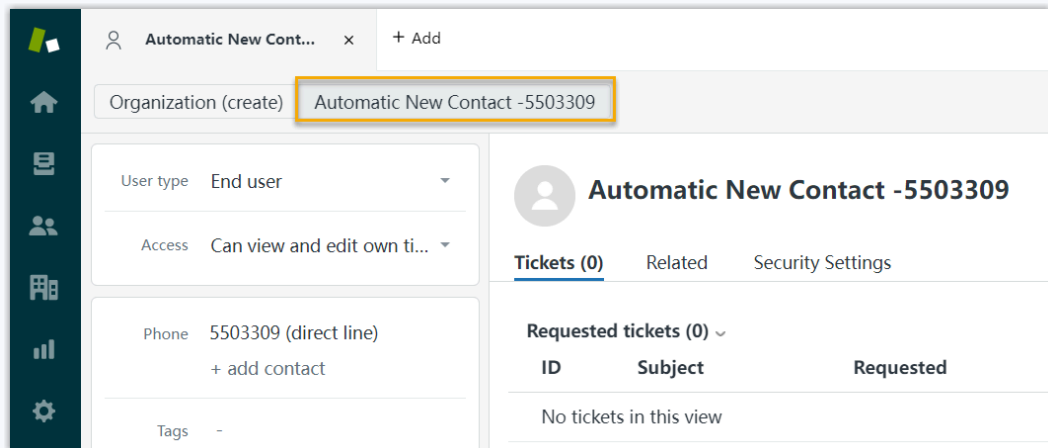 Automatic New Cont... × + Add
Organization (create) Automatic New Contact -5503309
User type End user
Access Can view and edit own ti...
Phone 5503309 (direct line)
+ add contact
Tags -
Automatic New Contact -5503309
Tickets (0) Related Security Settings
Requested tickets (0)
ID Subject Requested
No tickets in this view